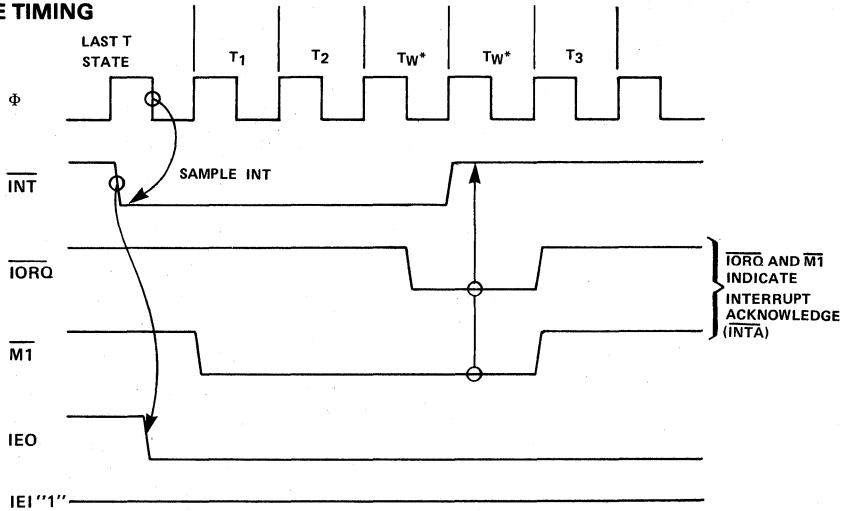 E TIMING
LAST T
STATE
T1
T2
TW*
TW*
T3
Φ
INT
SAMPLE INT
IORQ
IORQ AND M1
INDICATE
INTERRUPT
ACKNOWLEDGE
(INTA)
M1
IEO
IEI "1"